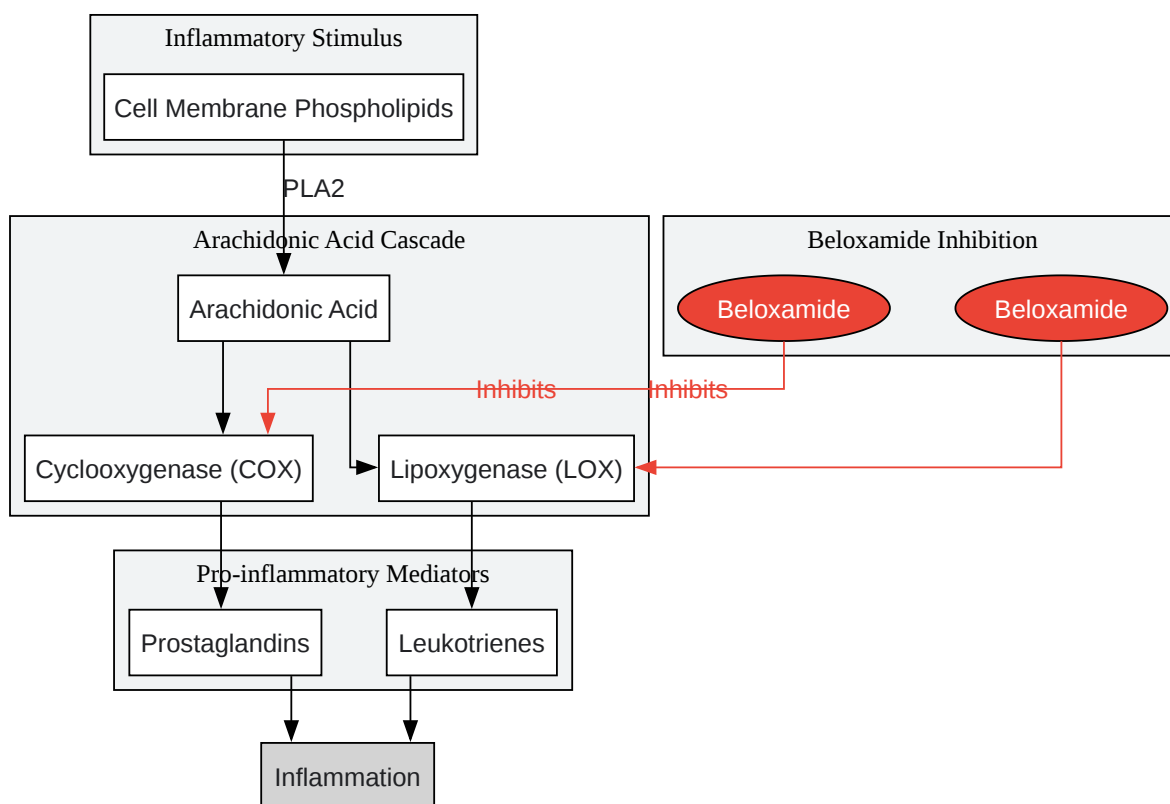 Inflammatory Stimulus
Cell Membrane Phospholipids
PLA2
Arachidonic Acid Cascade
Arachidonic Acid
Beloxamide Inhibition
Beloxamide
Beloxamide
Inhibits
Inhibits
Cyclooxygenase (COX)
Lipoxygenase (LOX)
Pro-inflammatory Mediators
Prostaglandins
Leukotrienes
Inflammation